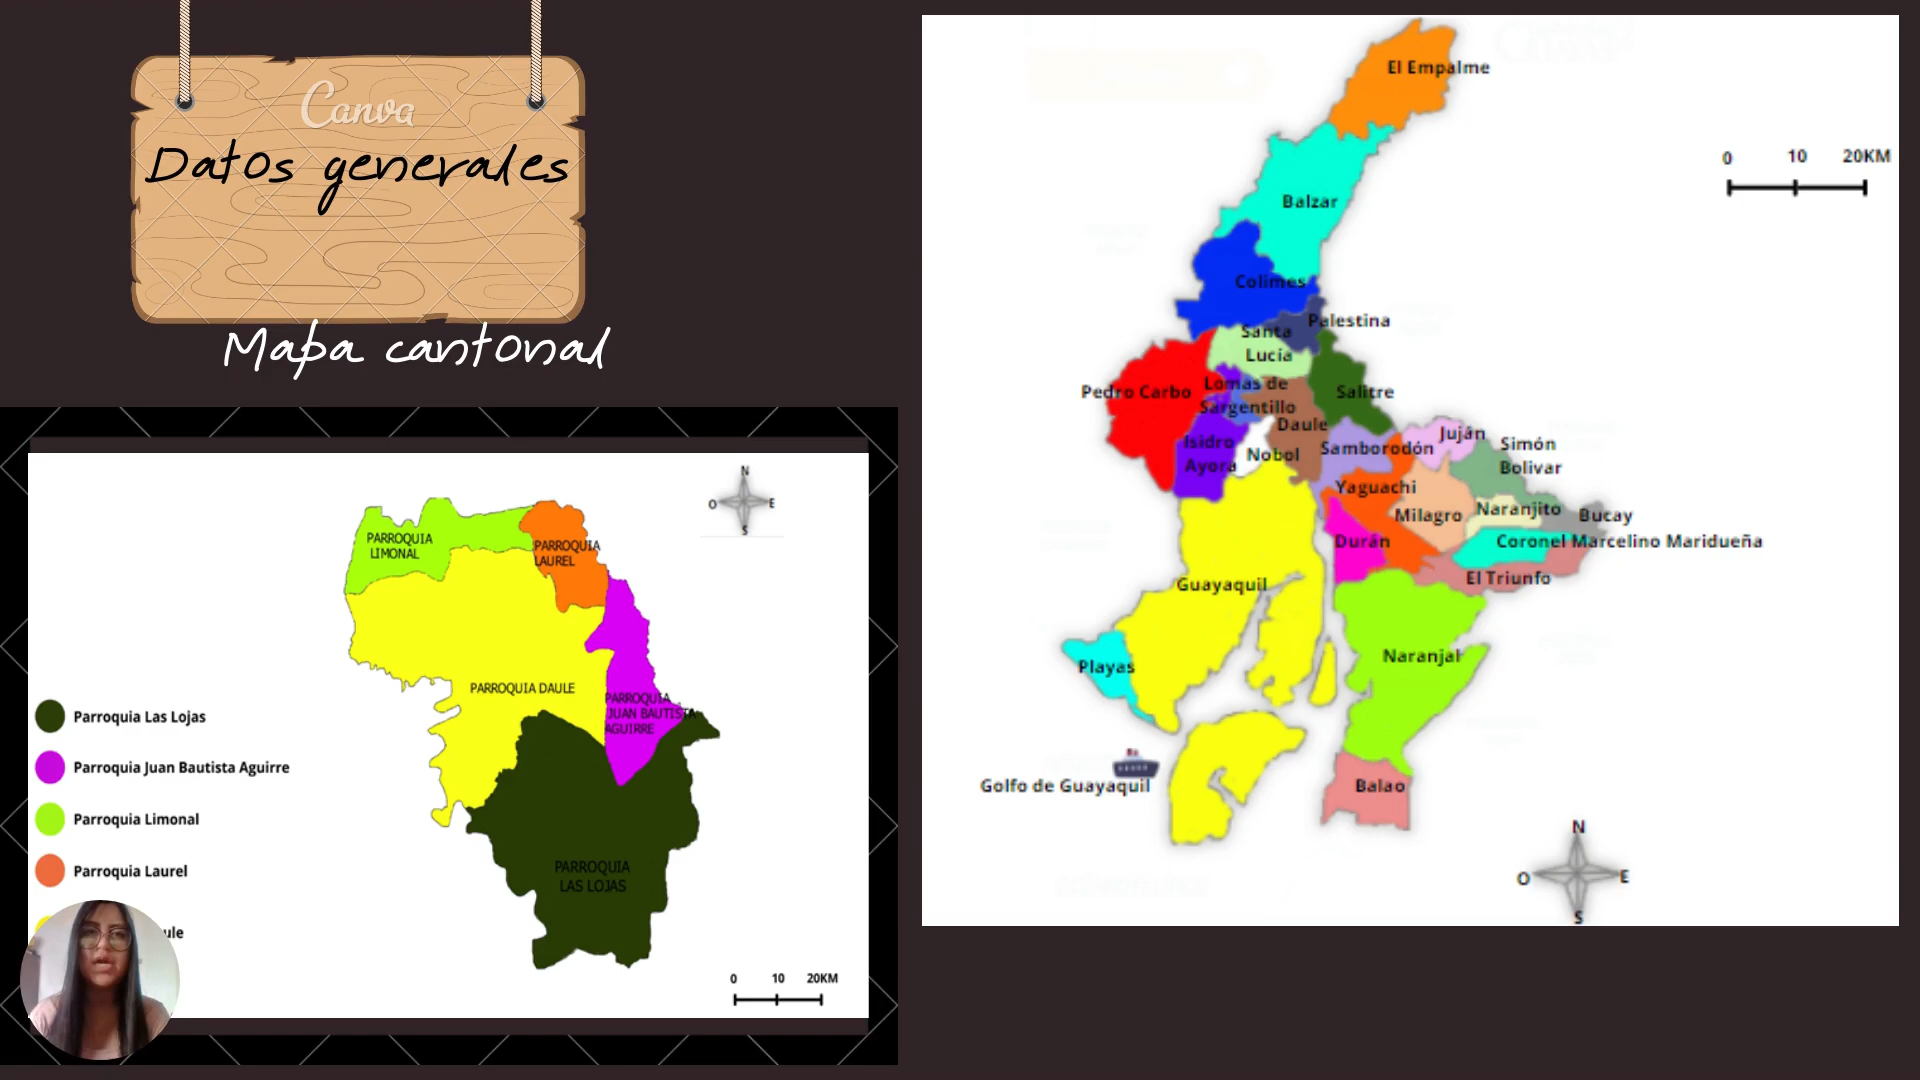 Canva
Datos generales
Mapa cantonal
N
O
E
S
PARROQUIA
LIMONAL
PARROQUIA
LAUREL
PARROQUIA DAULE
PARROQUIA
JUAN BAUTISTA
AGUIRRE
PARROQUIA
LAS LOJAS
Parroquia Las Lojas
Parroquia Juan Bautista Aguirre
Parroquia Limonal
Parroquia Laurel
ule
0 10 20KM
El Empalme
0 10 20KM
Balzar
Colimes
Palestina
Santa
Lucía
Pedro Carbo
Lomas de
Sargentillo
Salitre
Daule
Isidro
Ayora
Nobol
Samborodón
Juján
Simón
Bolivar
Yaguachi
Milagro
Naranjito
Bucay
Durán
Coronel Marcelino Maridueña
El Triunfo
Guayaquil
Playas
Naranjal
Golfo de Guayaquil
Balao
N
O
E
S